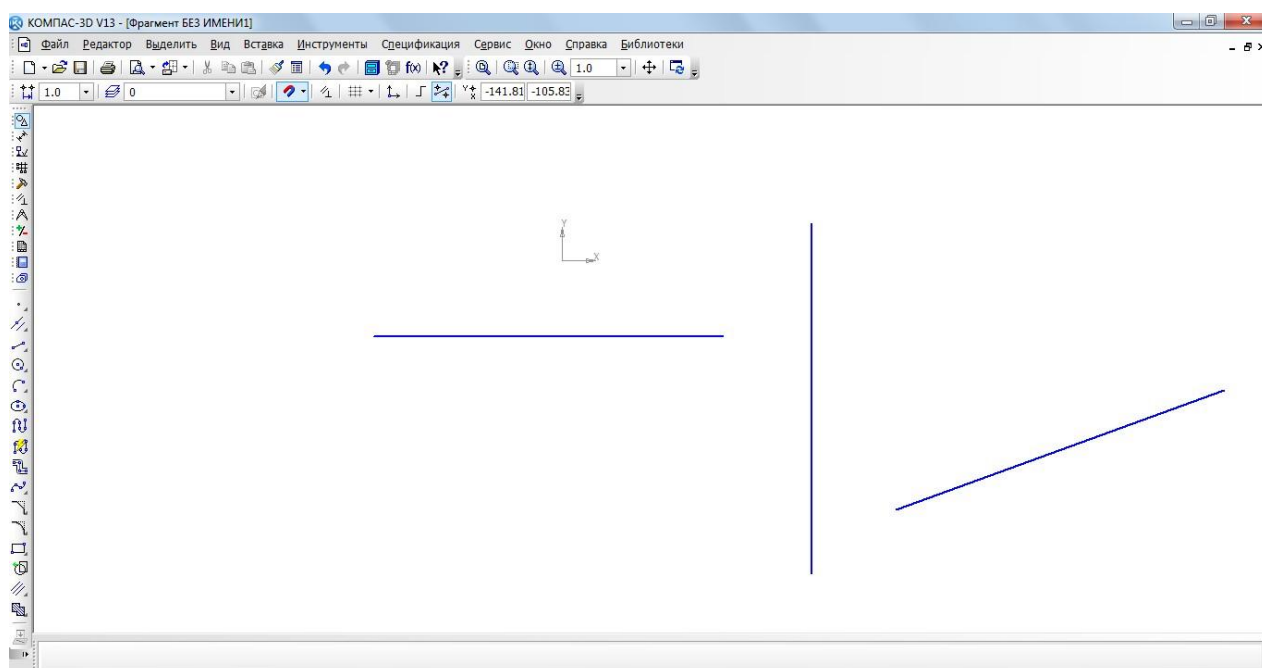 КОМПАС-3D V13 - [Фрагмент БЕЗ ИМЕНИ1]
Файл Редактор Выделить Вид Вставка Инструменты Спецификация Сервис Окно Справка Библиотеки
f(x) 1.0
1.0 0 -141.81 -105.83
Y
X